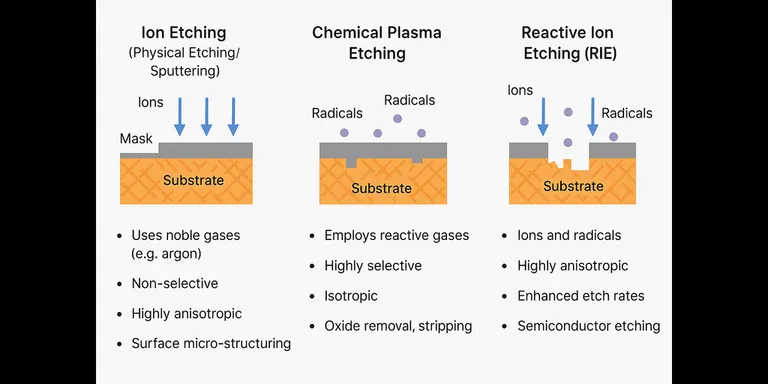 Ion Etching
(Physical Etching/
Sputtering)
Ions
Mask
Substrate
• Uses noble gases
(e.g. argon)
• Non-selective
• Highly anisotropic
• Surface micro-structuring
Chemical Plasma
Etching
Radicals
Radicals
Substrate
• Employs reactive gases
• Highly selective
• Isotropic
• Oxide removal, stripping
Reactive Ion
Etching (RIE)
Ions
Radicals
Substrate
• Ions and radicals
• Highly anisotropic
• Enhanced etch rates
• Semiconductor etching